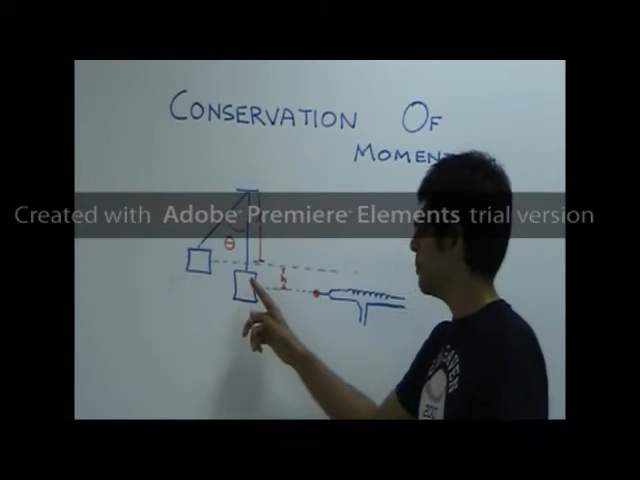 CONSERVATION OF
Created with Adobe Premiere Elements trial version
θ
h